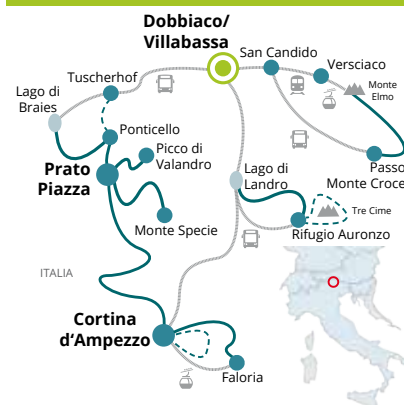 Dobbiaco/
Villabassa
San Candido
Versciaco
Tuscherhof
Monte
Elmo
Lago di
Braies
Ponticello
Picco di
Valandro
Prato
Piazza
Lago di
Landro
Passo
Monte Croce
Tre Cime
Monte Specie
Rifugio Auronzo
ITALIA
Cortina
d'Ampezzo
Faloria